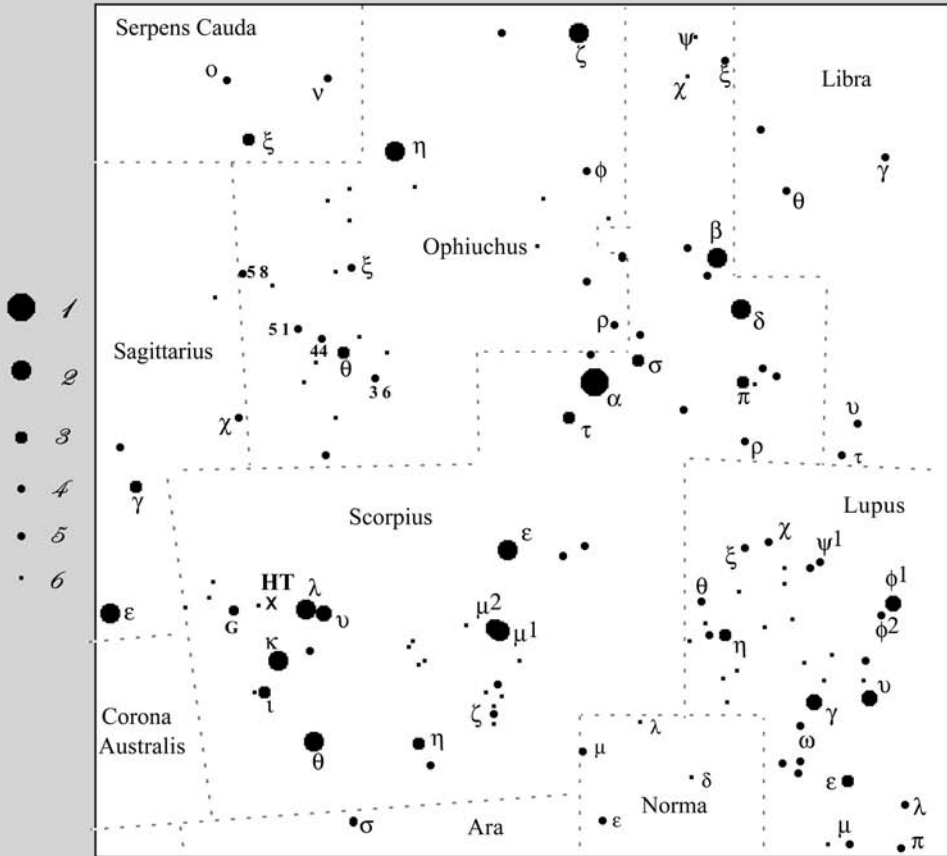 Serpens Cauda
ζ
ψ
ξ
χ
Libra
ο
ν
ξ
η
γ
φ
θ
Ophiuchus
β
58
ξ
1
δ
51
ρ
Sagittarius
44
θ
σ
2
36
α
π
χ
τ
υ
3
ρ
τ
4
γ
Scorpius
Lupus
5
ε
χ
ξ
ψ1
6
HT
λ
θ
φ1
ε
G
υ
μ2
μ1
φ2
κ
η
ι
υ
Corona
Australis
ζ
λ
γ
θ
η
μ
ω
δ
ε
Norma
σ
Ara
ε
λ
μ
π